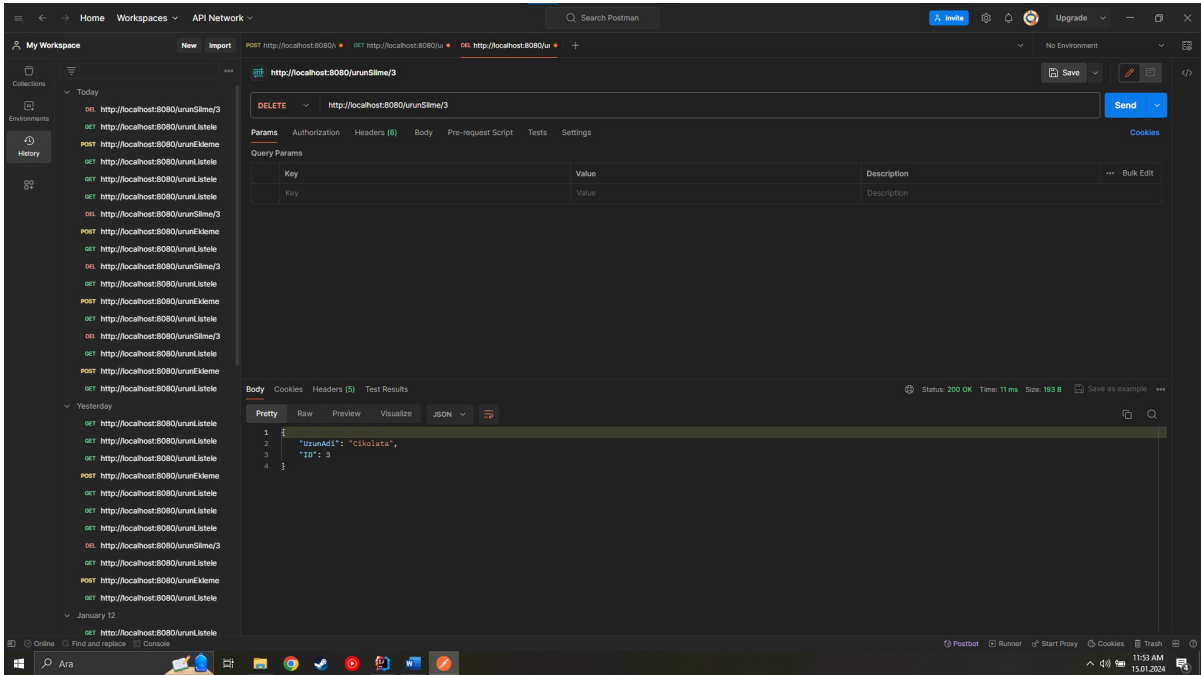 Home Workspaces API Network
Search Postman
Invite
Upgrade
My Workspace
New Import
POST http://localhost:8080/u
GET http://localhost:8080/ur
DEL http://localhost:8080/ur
No Environment
Collections
Environments
History
Today
DEL http://localhost:8080/urunSilme/3
GET http://localhost:8080/urunListele
POST http://localhost:8080/urunEkleme
GET http://localhost:8080/urunListele
GET http://localhost:8080/urunListele
GET http://localhost:8080/urunListele
DEL http://localhost:8080/urunSilme/3
POST http://localhost:8080/urunEkleme
GET http://localhost:8080/urunListele
DEL http://localhost:8080/urunSilme/3
GET http://localhost:8080/urunListele
POST http://localhost:8080/urunEkleme
GET http://localhost:8080/urunListele
DEL http://localhost:8080/urunSilme/3
GET http://localhost:8080/urunListele
POST http://localhost:8080/urunEkleme
GET http://localhost:8080/urunListele
Yesterday
GET http://localhost:8080/urunListele
GET http://localhost:8080/urunListele
GET http://localhost:8080/urunListele
POST http://localhost:8080/urunEkleme
GET http://localhost:8080/urunListele
GET http://localhost:8080/urunListele
GET http://localhost:8080/urunListele
DEL http://localhost:8080/urunSilme/3
GET http://localhost:8080/urunListele
POST http://localhost:8080/urunEkleme
GET http://localhost:8080/urunListele
January 12
GET http://localhost:8080/urunListele
http://localhost:8080/urunSilme/3
Save
DELETE http://localhost:8080/urunSilme/3
Send
Params Authorization Headers (6) Body Pre-request Script Tests Settings
Cookies
Query Params
Key Value Description Bulk Edit
Key Value Description
Body Cookies Headers (5) Test Results
Status: 200 OK Time: 11 ms Size: 193 B Save as example
Pretty Raw Preview Visualize JSON
1 {
2 "UrunAdi": "Cikolata",
3 "ID": 3
4 }
Online Find and replace Console
Postbot Runner Start Proxy Cookies Trash
Ara
11:53 AM
15.01.2024